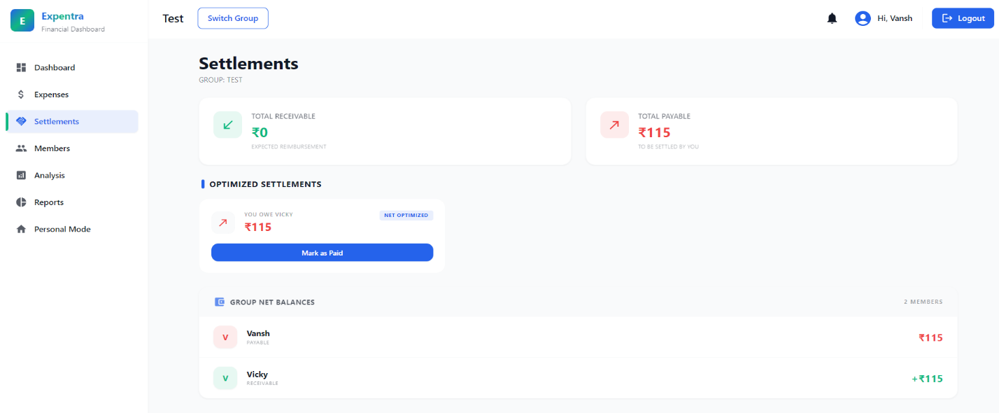 E
Expentra
Financial Dashboard
Test
Switch Group
Hi, Vansh
Logout
Dashboard
Expenses
Settlements
Members
Analysis
Reports
Personal Mode
Settlements
GROUP: TEST
TOTAL RECEIVABLE
₹0
EXPECTED REIMBURSEMENT
TOTAL PAYABLE
₹115
TO BE SETTLED BY YOU
OPTIMIZED SETTLEMENTS
YOU OWE VICKY
₹115
NET OPTIMIZED
Mark as Paid
GROUP NET BALANCES
2 MEMBERS
V
Vansh
PAYABLE
₹115
V
Vicky
RECEIVABLE
+₹115